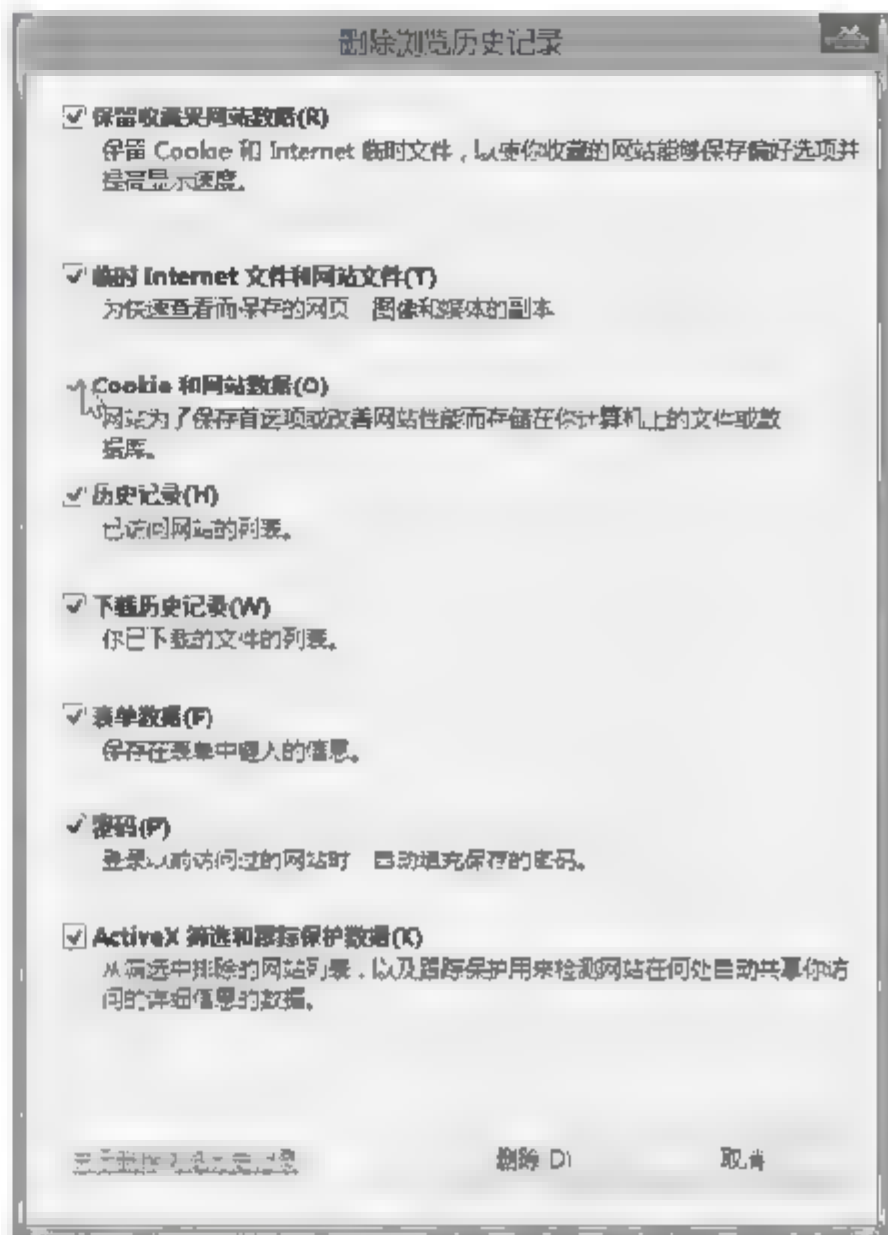 删除浏览历史记录
保留收藏夹网站数据(R)
保留 Cookie 和 Internet 临时文件，以使你收藏的网站能够保存偏好选项并
提高显示速度。
临时 Internet 文件和网站文件(T)
为快速查看而保存的网页 图像和媒体的副本
Cookie 和网站数据(O)
网站为了保存首选项或改善网站性能而存储在你计算机上的文件或数
据库。
历史记录(H)
已访问网站的列表。
下载历史记录(W)
你已下载的文件的列表。
表单数据(F)
保存在表单中键入的信息。
密码(P)
登录以前访问过的网站时 自动填充保存的密码。
ActiveX 筛选和跟踪保护数据(X)
从筛选中排除的网站列表，以及跟踪保护用来检测网站在何处自动共享你访
问的详细信息的数据。
删除 D)
取消